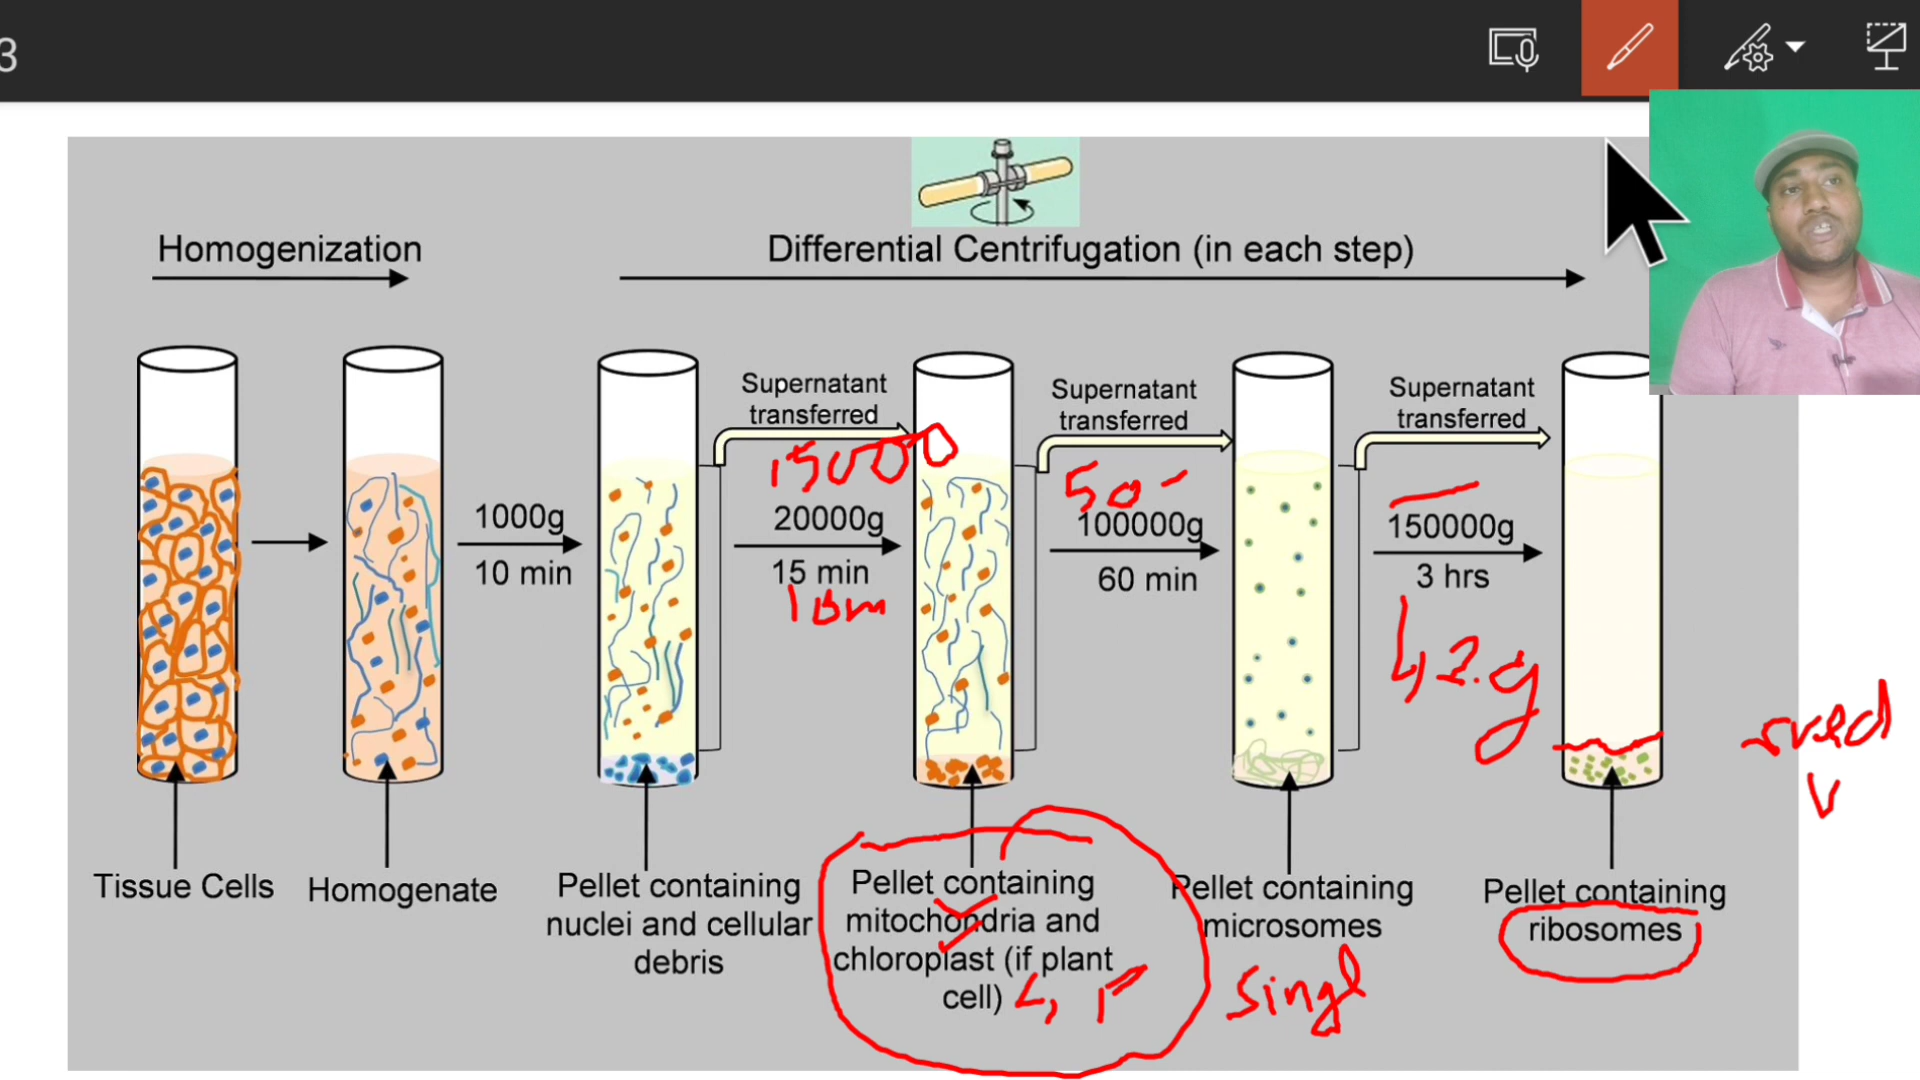 3
Homogenization
Differential Centrifugation (in each step)
Supernatant
transferred
Supernatant
transferred
Supernatant
transferred
15000
50
1000g
10 min
20000g
15 min
100000g
60 min
150000g
3 hrs
Tissue Cells
Homogenate
Pellet containing
nuclei and cellular
debris
Pellet containing
mitochondria and
chloroplast (if plant
cell)
L, P
Pellet containing
microsomes
Singl
Pellet containing
ribosomes